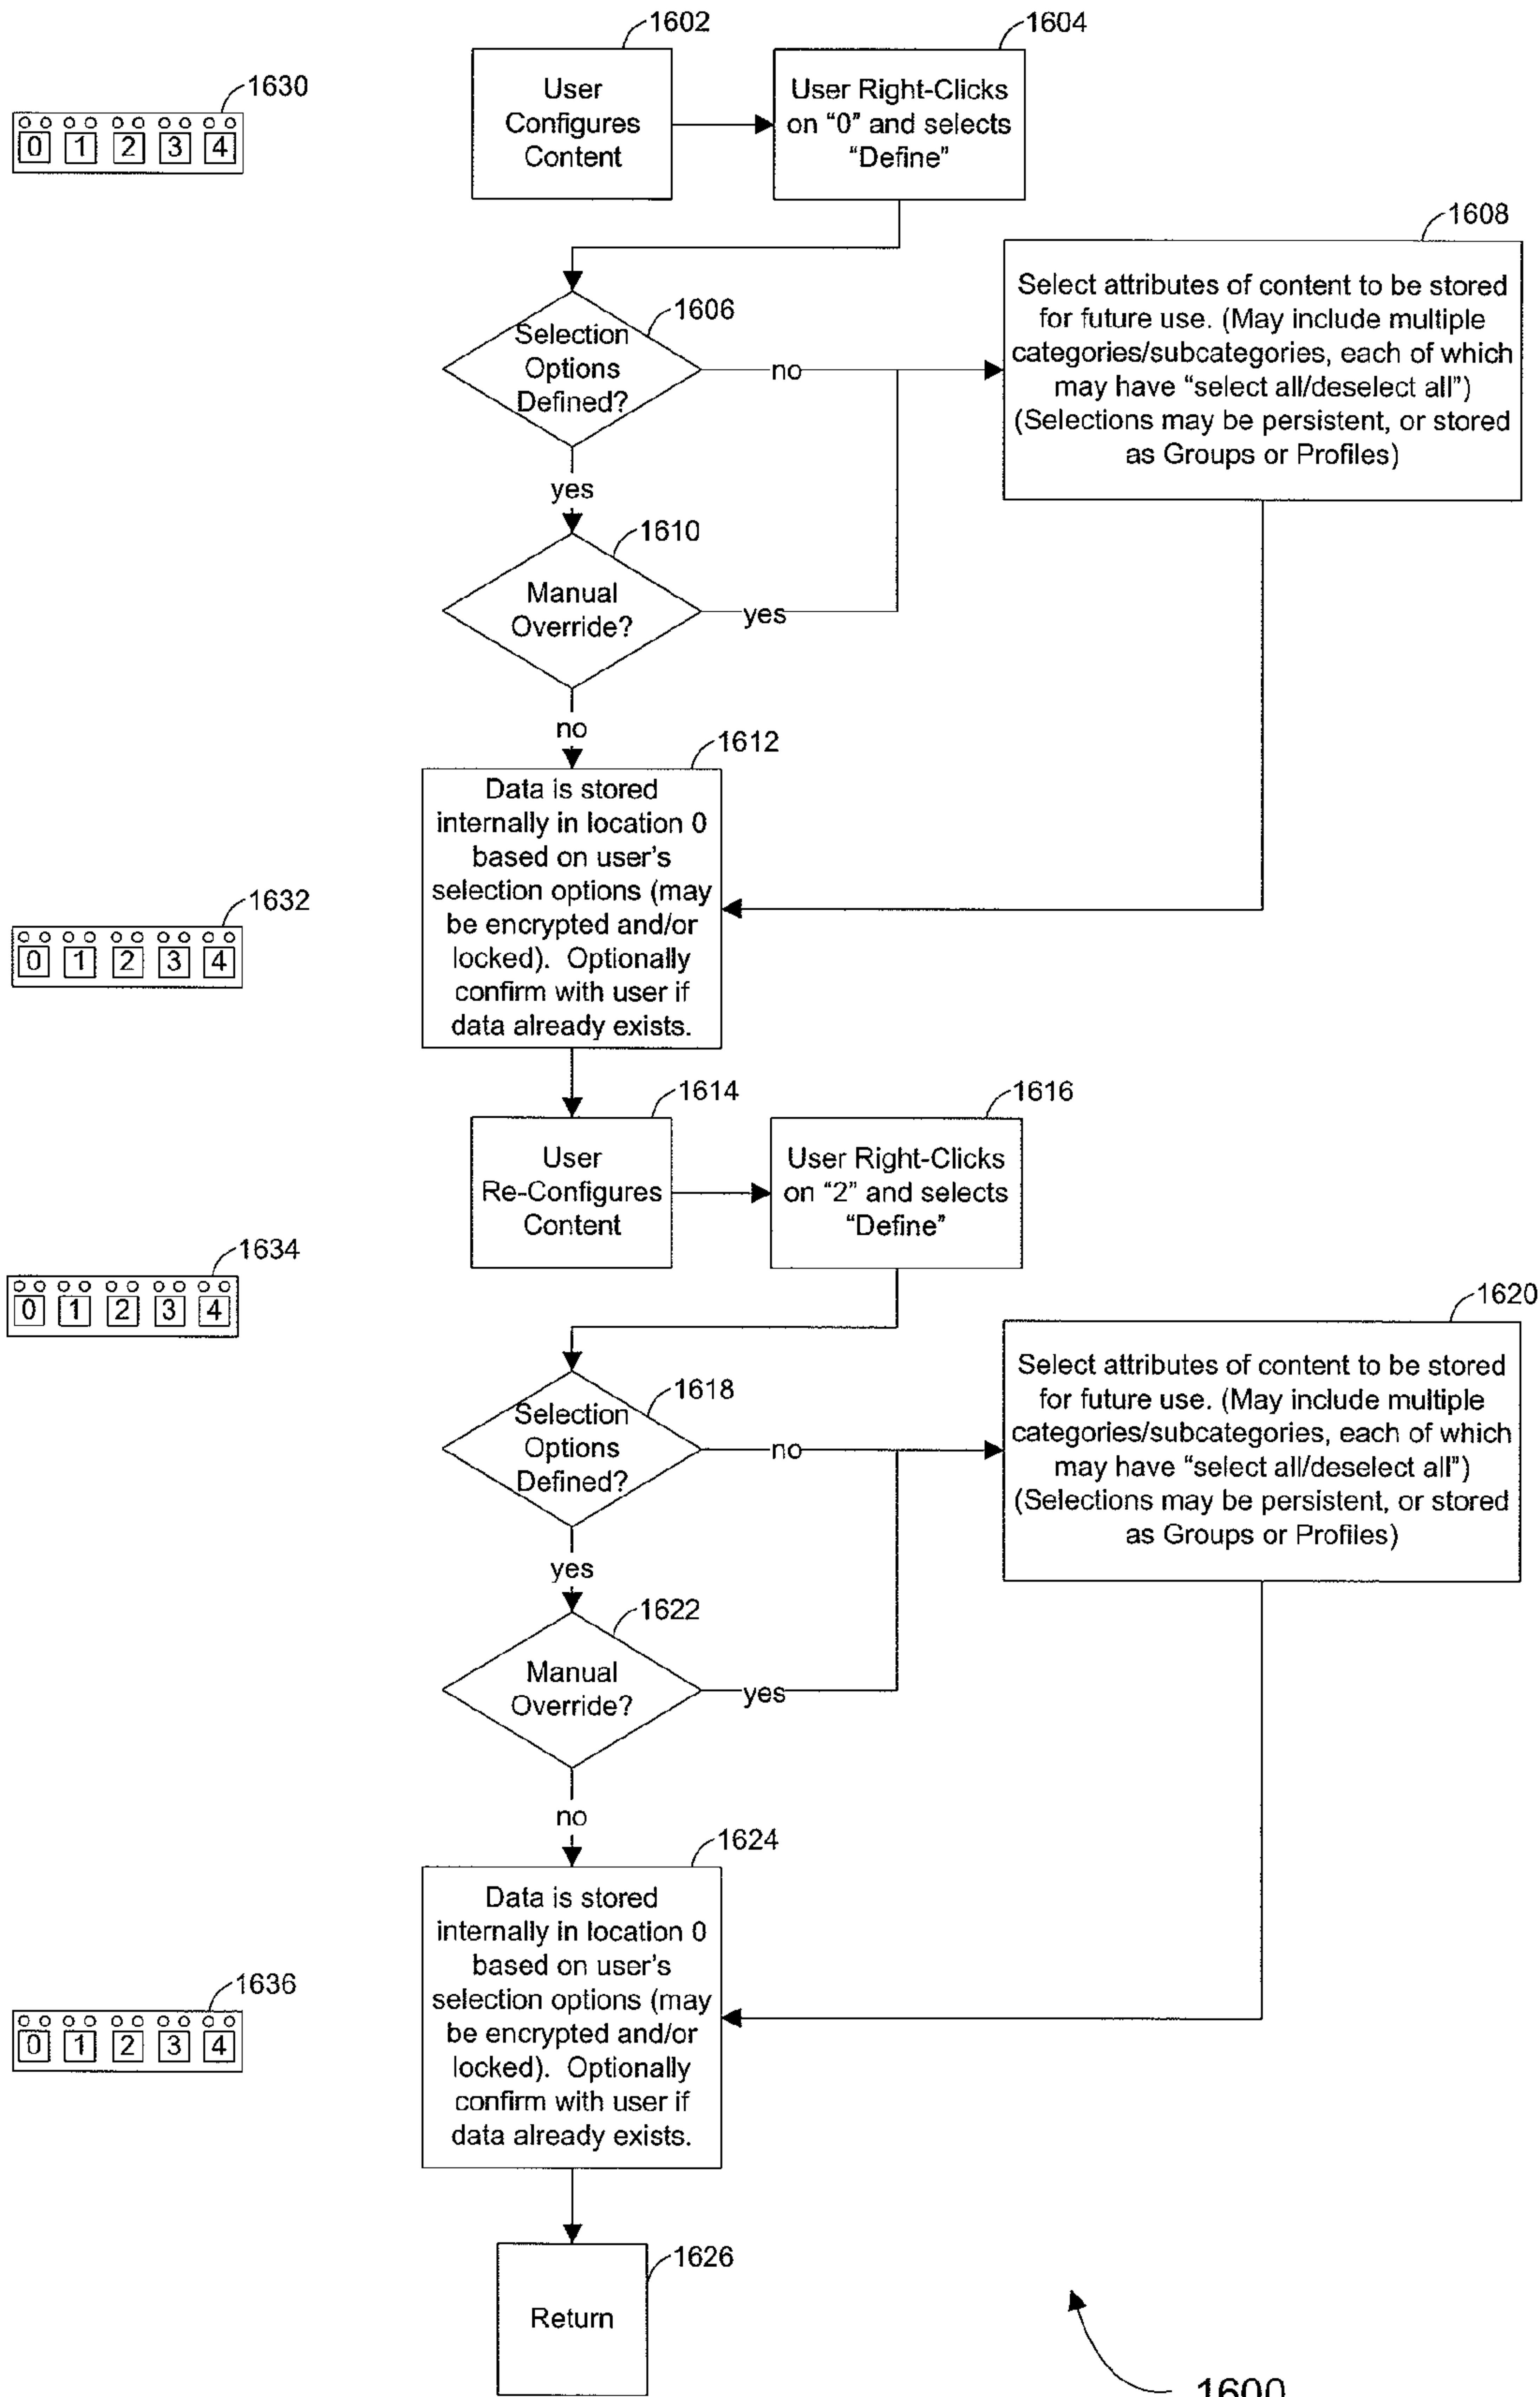 1602
1604
1630
0 1 2 3 4
User
Configures
Content
User Right-Clicks
on "0" and selects
"Define"
1608
Select attributes of content to be stored
for future use. (May include multiple
categories/subcategories, each of which
may have "select all/deselect all")
(Selections may be persistent, or stored
as Groups or Profiles)
1606
Selection
Options
Defined?
no
yes
1610
Manual
Override?
yes
no
1612
Data is stored
internally in location 0
based on user's
selection options (may
be encrypted and/or
locked). Optionally
confirm with user if
data already exists.
1632
0 1 2 3 4
1614
1616
User
Re-Configures
Content
User Right-Clicks
on "2" and selects
"Define"
1634
0 1 2 3 4
1620
Select attributes of content to be stored
for future use. (May include multiple
categories/subcategories, each of which
may have "select all/deselect all")
(Selections may be persistent, or stored
as Groups or Profiles)
1618
Selection
Options
Defined?
no
yes
1622
Manual
Override?
yes
no
1624
Data is stored
internally in location 0
based on user's
selection options (may
be encrypted and/or
locked). Optionally
confirm with user if
data already exists.
1636
0 1 2 3 4
1626
Return
1600